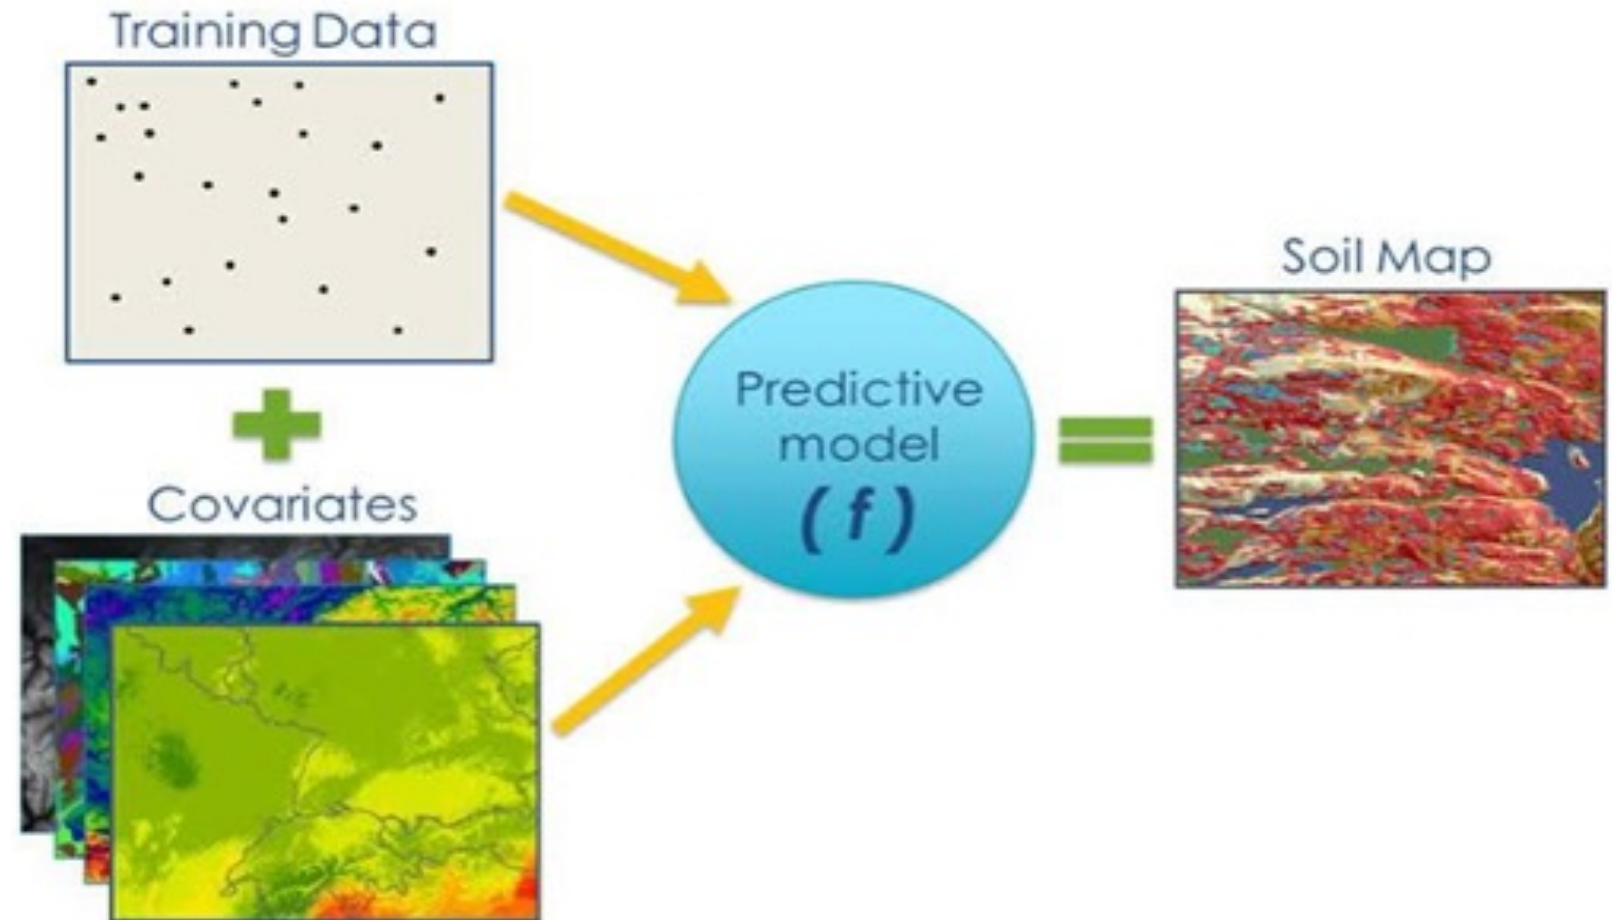 Training Data
Covariates
Predictive
model
( f )
Soil Map